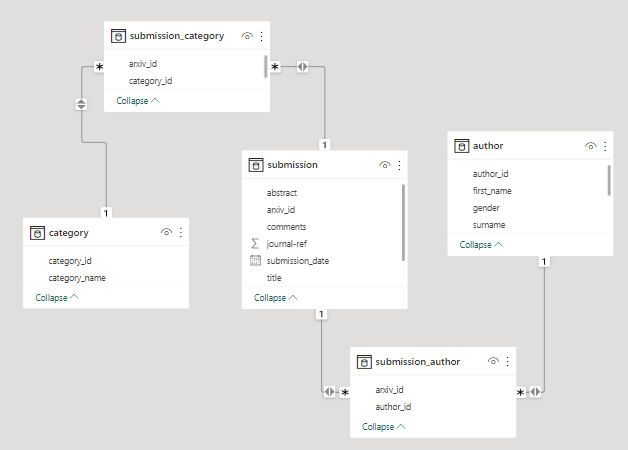 submission_category
arxiv_id
category_id
Collapse
*
*
1
1
category
category_id
category_name
Collapse
submission
abstract
arxiv_id
comments
journal-ref
submission_date
title
Collapse
author
author_id
first_name
gender
surname
Collapse
1
1
submission_author
arxiv_id
author_id
Collapse
*
*